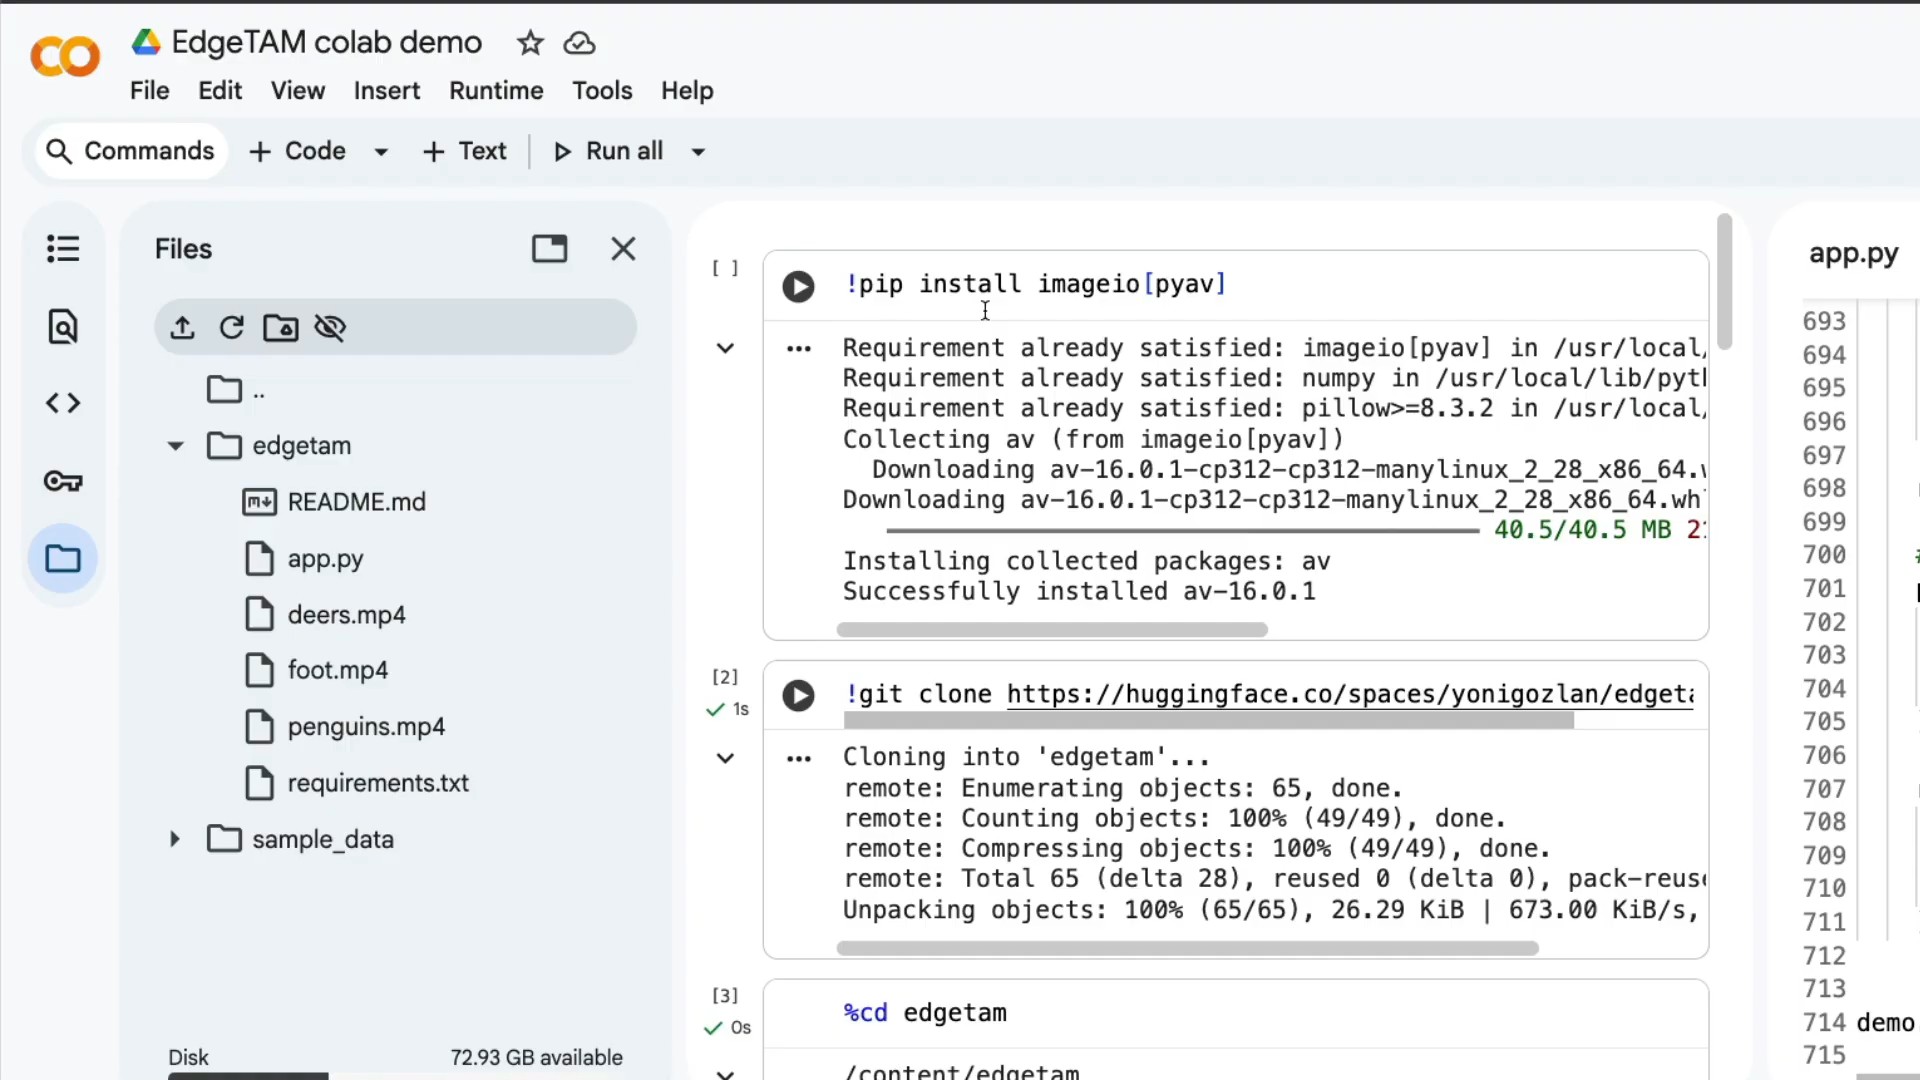 EdgeTAM colab demo
File Edit View Insert Runtime Tools Help
Commands + Code + Text Run all
Files
..
edgetam
README.md
app.py
deers.mp4
foot.mp4
penguins.mp4
requirements.txt
sample_data
Disk 72.93 GB available
[ ]
!pip install imageio[pyav]
Requirement already satisfied: imageio[pyav] in /usr/local/
Requirement already satisfied: numpy in /usr/local/lib/pyth
Requirement already satisfied: pillow>=8.3.2 in /usr/local/
Collecting av (from imageio[pyav])
Downloading av-16.0.1-cp312-cp312-manylinux_2_28_x86_64.w
Downloading av-16.0.1-cp312-cp312-manylinux_2_28_x86_64.wh
40.5/40.5 MB
Installing collected packages: av
Successfully installed av-16.0.1
[2]
1s
!git clone https://huggingface.co/spaces/yonigozlan/edgeta
Cloning into 'edgetam'...
remote: Enumerating objects: 65, done.
remote: Counting objects: 100% (49/49), done.
remote: Compressing objects: 100% (49/49), done.
remote: Total 65 (delta 28), reused 0 (delta 0), pack-reuse
Unpacking objects: 100% (65/65), 26.29 KiB | 673.00 KiB/s,
[3]
0s
%cd edgetam
/content/edgetam
app.py
693
694
695
696
697
698
699
700
701
702
703
704
705
706
707
708
709
710
711
712
713
714 demo
715